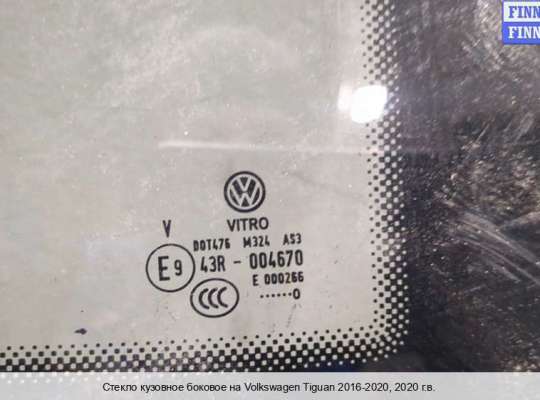 FINN
FINN
VITRO
V
DOT476 M324 AS3
E9 43R - 004670
E 000266
CCC
······0
Стекло кузовное боковое на Volkswagen Tiguan 2016-2020, 2020 г.в.